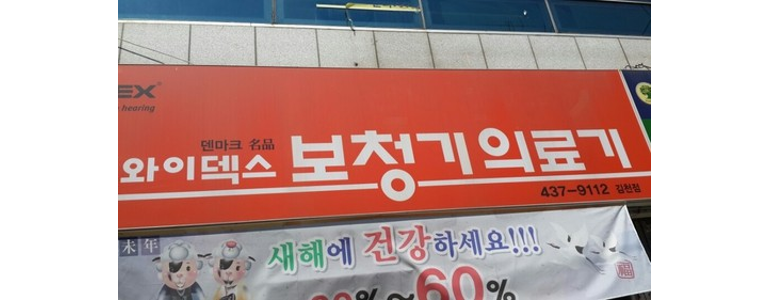 EX®
hearing
덴마크 名品
와이덱스 보청기의료기
437-9112 김천점
未年
새해에 건강하세요!!!
~60%
福